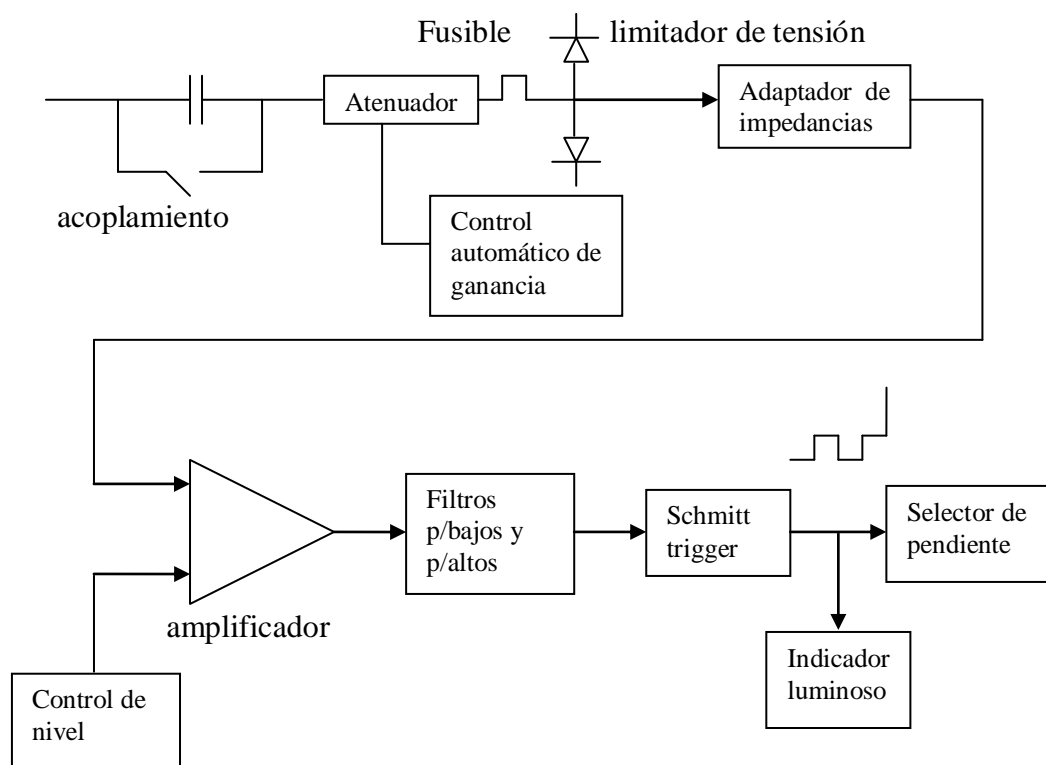 Fusible
limitador de tensión
Atenuador
Adaptador de
impedancias
acoplamiento
Control
automático de
ganancia
Filtros
p/bajos y
p/altos
Schmitt
trigger
Selector de
pendiente
amplificador
Indicador
luminoso
Control de
nivel